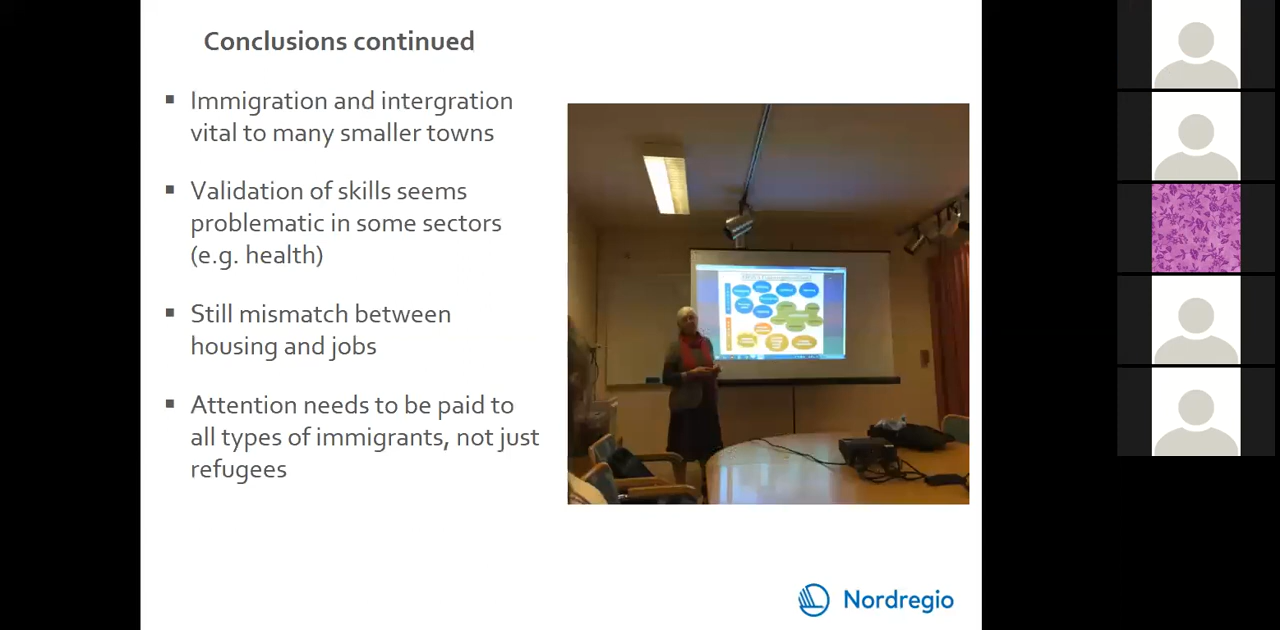 Conclusions continued
▪ Immigration and intergration
vital to many smaller towns
▪ Validation of skills seems
problematic in some sectors
(e.g. health)
▪ Still mismatch between
housing and jobs
▪ Attention needs to be paid to
all types of immigrants, not just
refugees
Nordregio